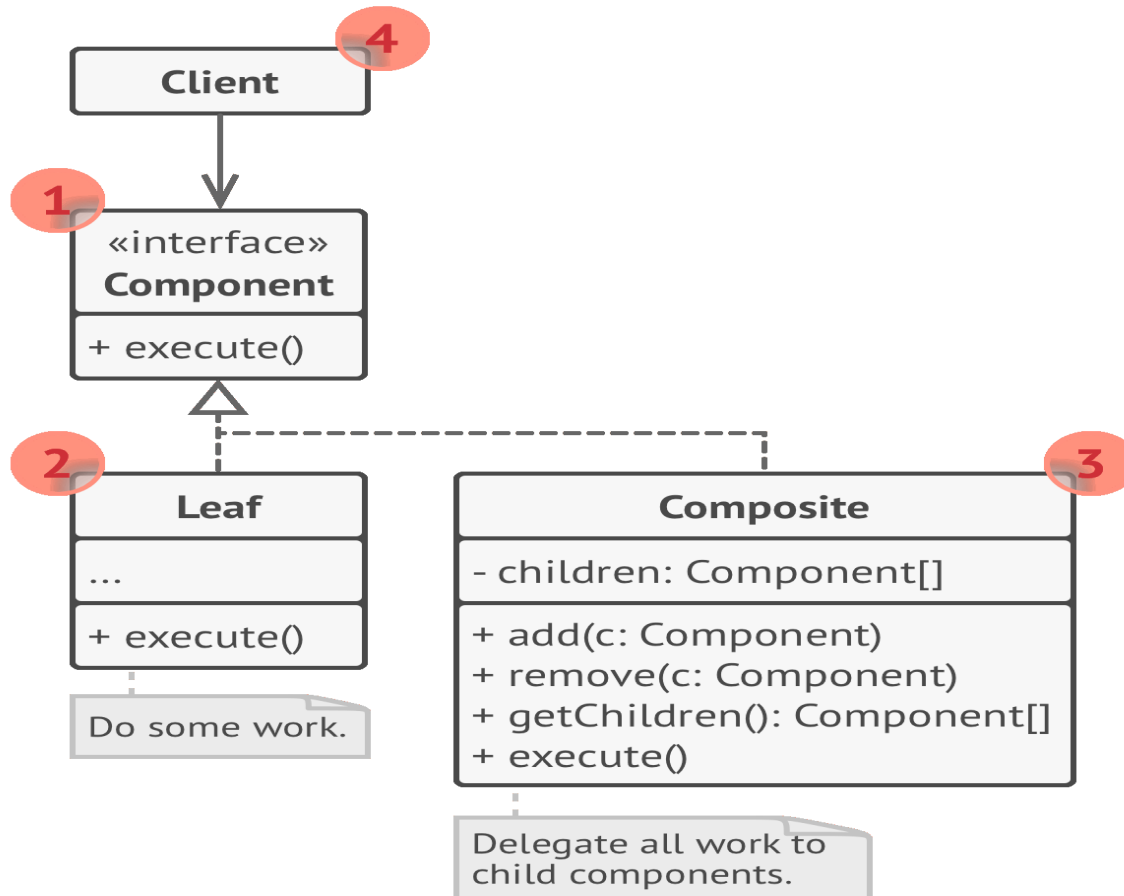 4
Client
1
«interface»
Component
+ execute()
2
Leaf
...
+ execute()
Do some work.
3
Composite
- children: Component[]
+ add(c: Component)
+ remove(c: Component)
+ getChildren(): Component[]
+ execute()
Delegate all work to
child components.